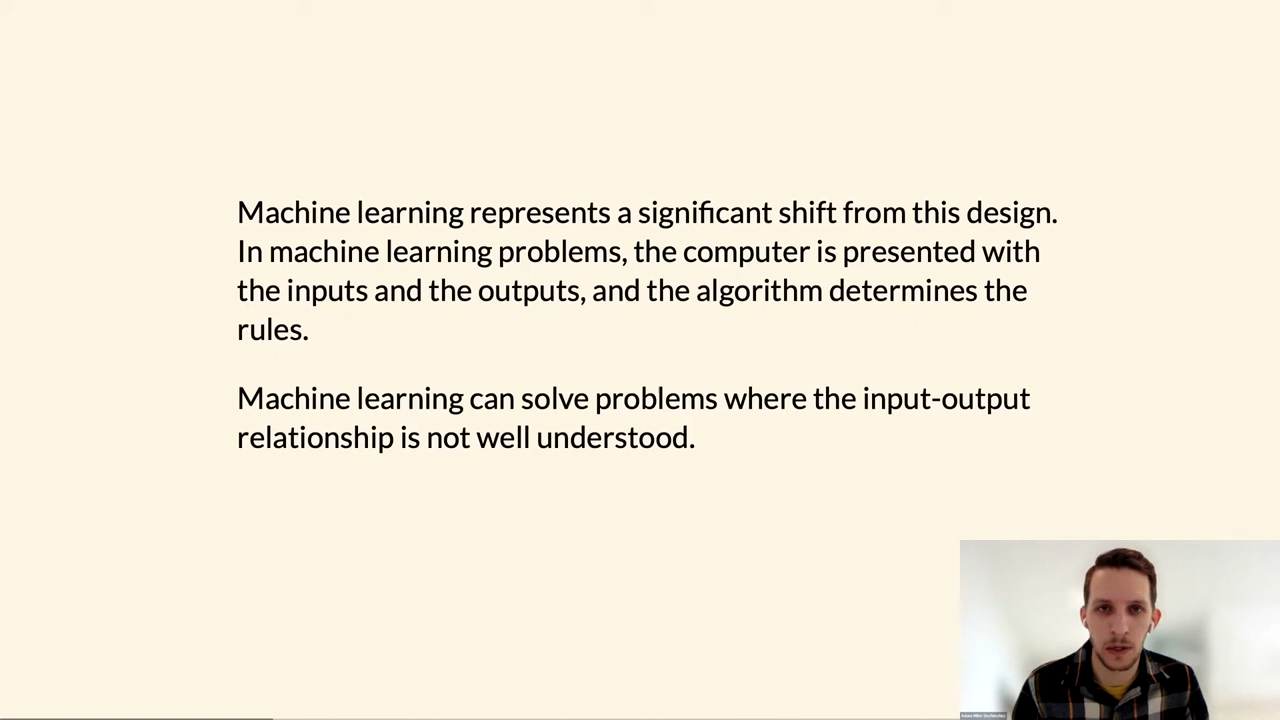 Machine learning represents a significant shift from this design.
In machine learning problems, the computer is presented with
the inputs and the outputs, and the algorithm determines the
rules.
Machine learning can solve problems where the input-output
relationship is not well understood.